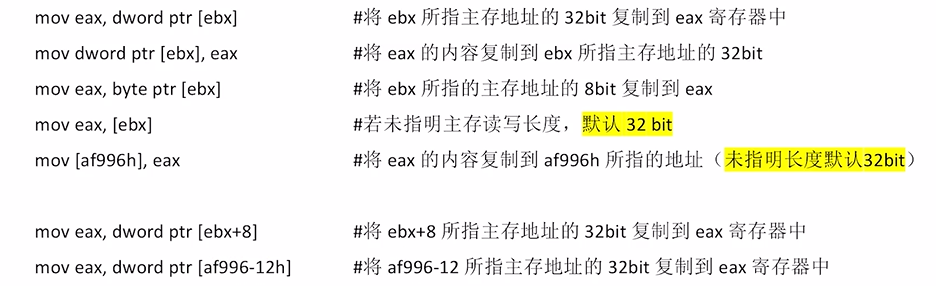 mov eax, dword ptr [ebx] #将 ebx 所指主存地址的 32bit 复制到 eax 寄存器中
mov dword ptr [ebx], eax #将 eax 的内容复制到 ebx 所指主存地址的 32bit
mov eax, byte ptr [ebx] #将 ebx 所指的主存地址的 8bit 复制到 eax
mov eax, [ebx] #若未指明主存读写长度，默认 32 bit
mov [af996h], eax #将 eax 的内容复制到 af996h 所指的地址（未指明长度默认32bit）
mov eax, dword ptr [ebx+8] #将 ebx+8 所指主存地址的 32bit 复制到 eax 寄存器中
mov eax, dword ptr [af996-12h] #将 af996-12 所指主存地址的 32bit 复制到 eax 寄存器中